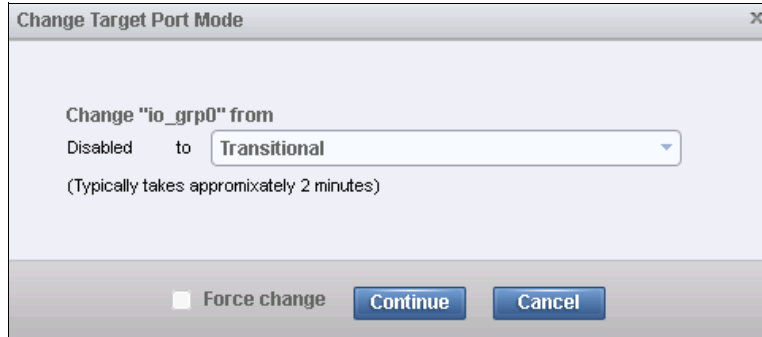 Change Target Port Mode x
Change "io_grp0" from
Disabled to Transitional
(Typically takes appromixately 2 minutes)
Force change Continue Cancel